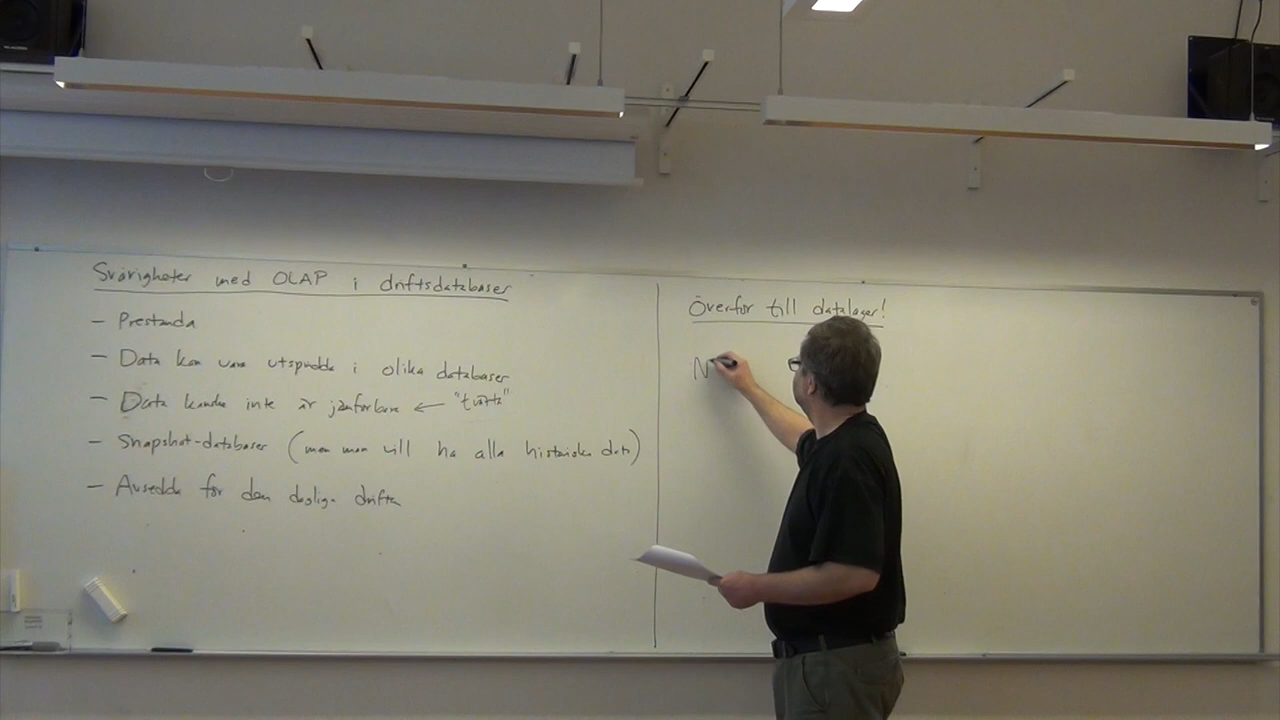 Svårigheter med OLAP i driftsdatabaser
– Prestanda
– Data kan vara utspridda i olika databaser
– Data kanske inte är jämförbara ← "tvätta"
– Snapshot-databaser (men man vill ha alla historiska data)
– Avsedda för den dagliga driften
Överför till datalager!
N